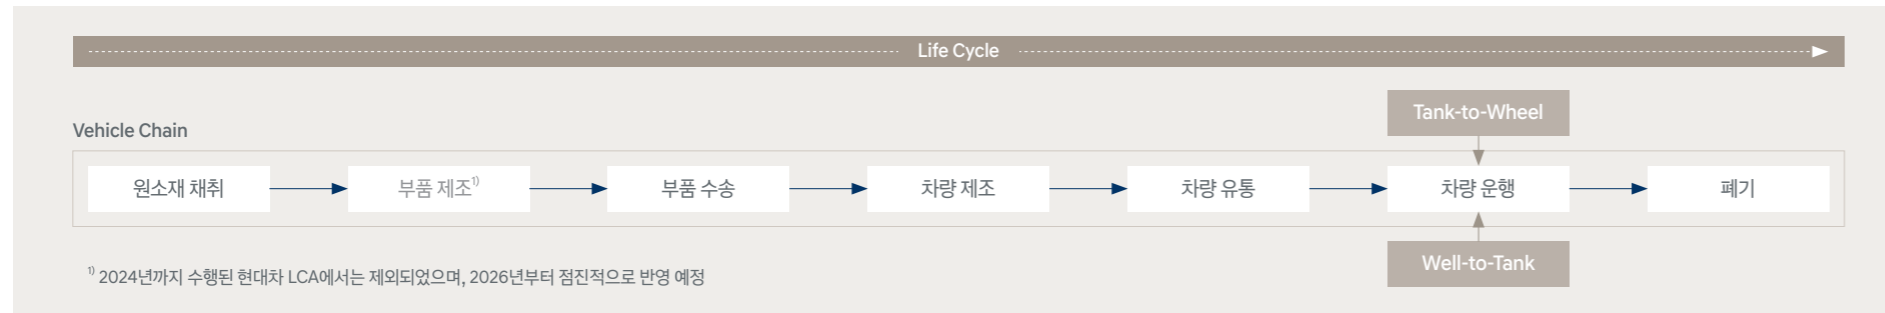 Life Cycle
Tank-to-Wheel
Vehicle Chain
원소재 채취
부품 제조1)
부품 수송
차량 제조
차량 유통
차량 운행
폐기
Well-to-Tank
1) 2024년까지 수행된 현대차 LCA에서는 제외되었으며, 2026년부터 점진적으로 반영 예정